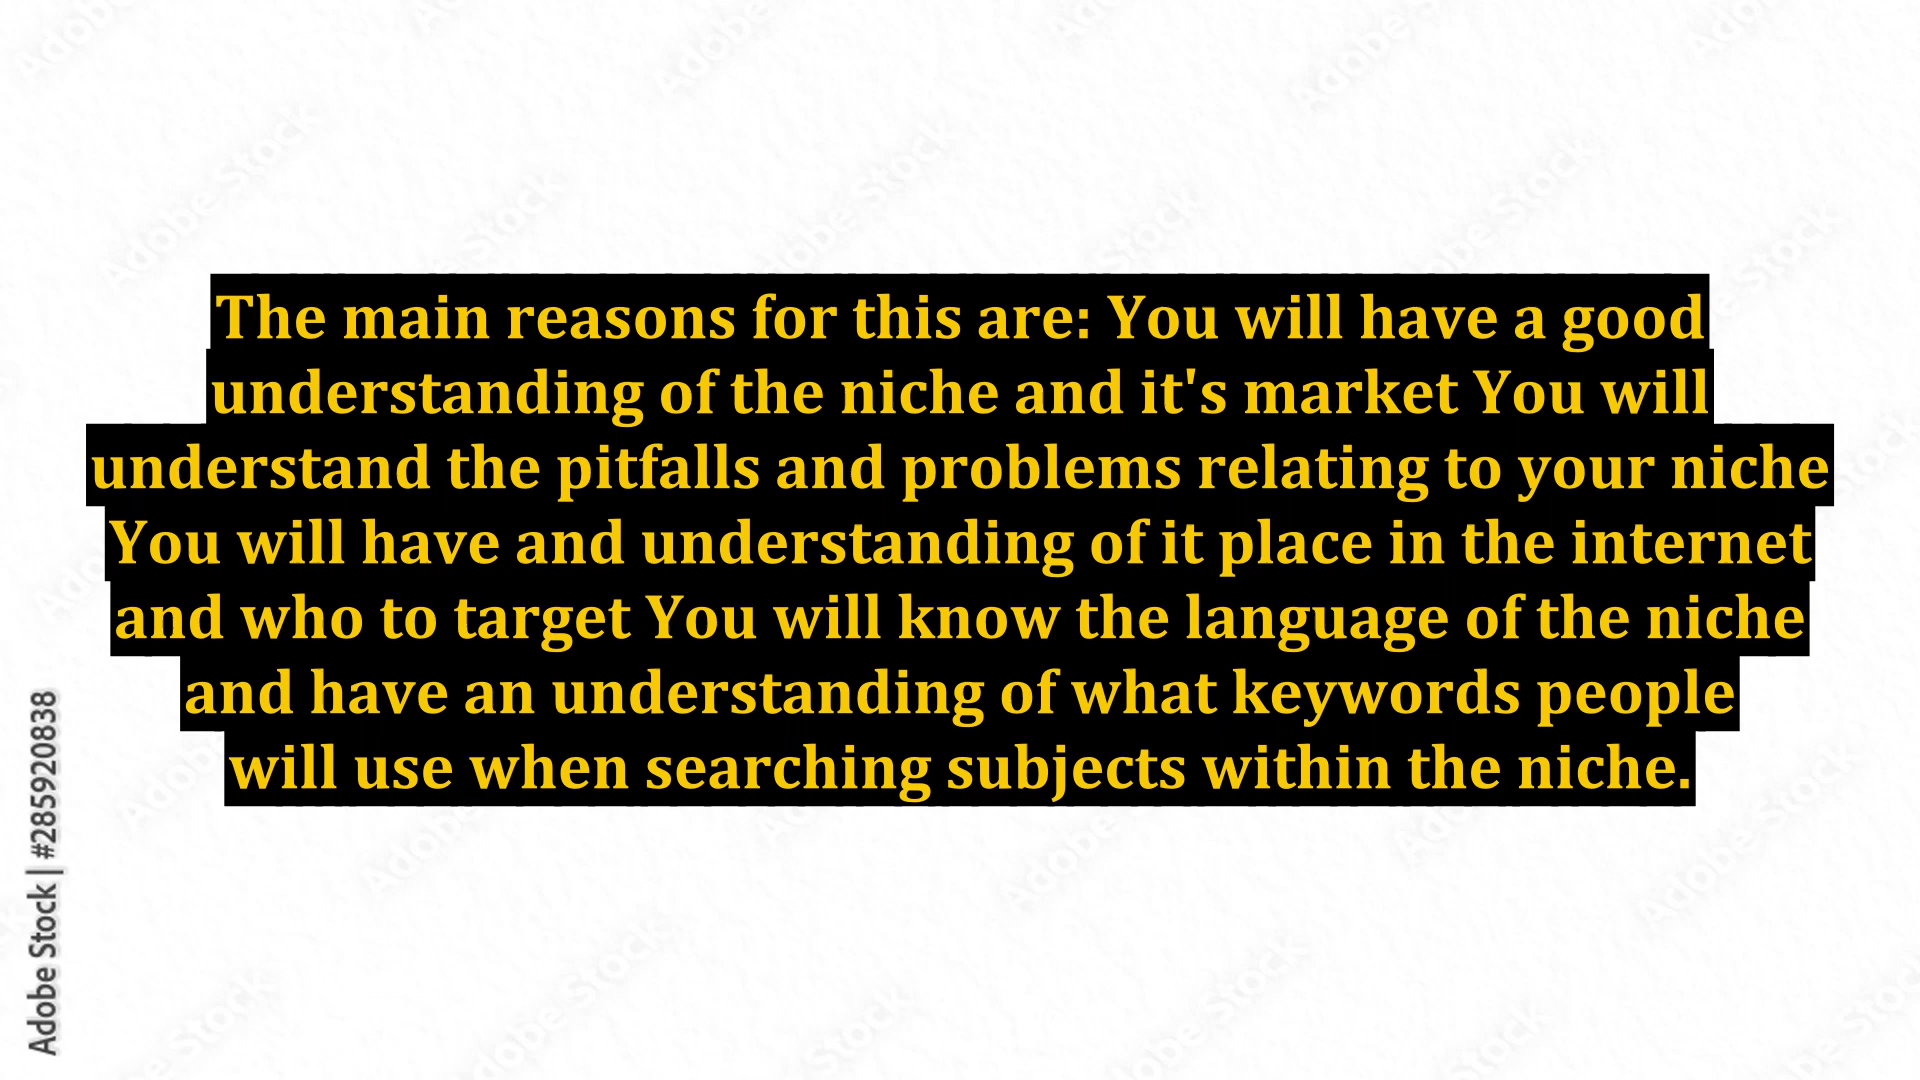 The main reasons for this are: You will have a good
understanding of the niche and it's market You will
understand the pitfalls and problems relating to your niche
You will have and understanding of it place in the internet
and who to target You will know the language of the niche
and have an understanding of what keywords people
will use when searching subjects within the niche.
Adobe Stock | #285920838